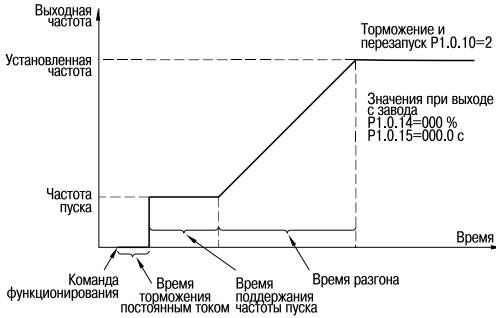 Выходная
частота
Торможение и
перезапуск P1.0.10=2
Установленная
частота
Значения при выходе
с завода
P1.0.14=000 %
P1.0.15=000.0 с
Частота
пуска
Время
Команда
функционирования
Время
торможения
постоянным током
Время
поддержания
частоты пуска
Время разгона